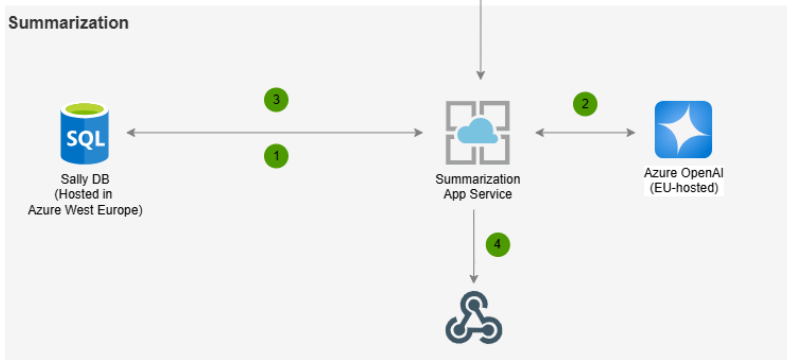 Summarization
3
2
SQL
1
Sally DB
(Hosted in
Azure West Europe)
Summarization
App Service
Azure OpenAI
(EU-hosted)
4